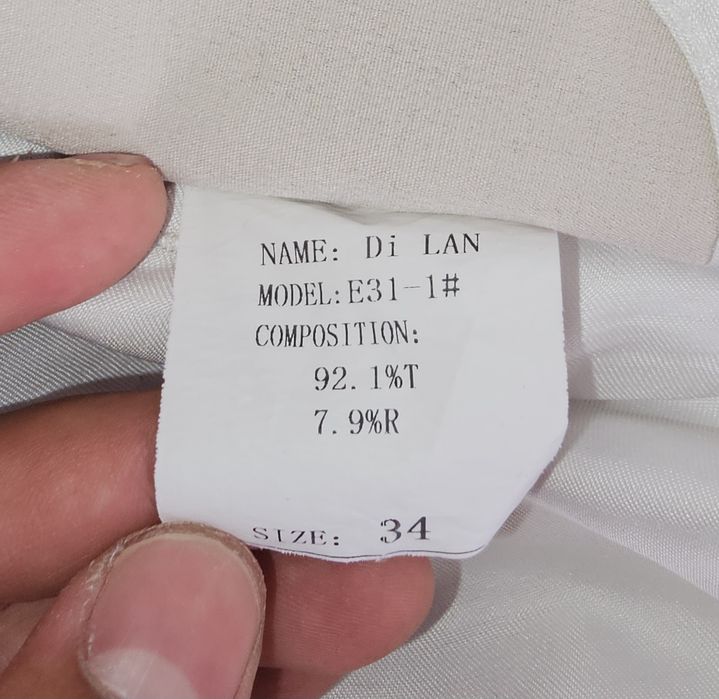 NAME: Di LAN
MODEL:E31-1#
COMPOSITION:
92.1%T
7.9%R
SIZE: 34